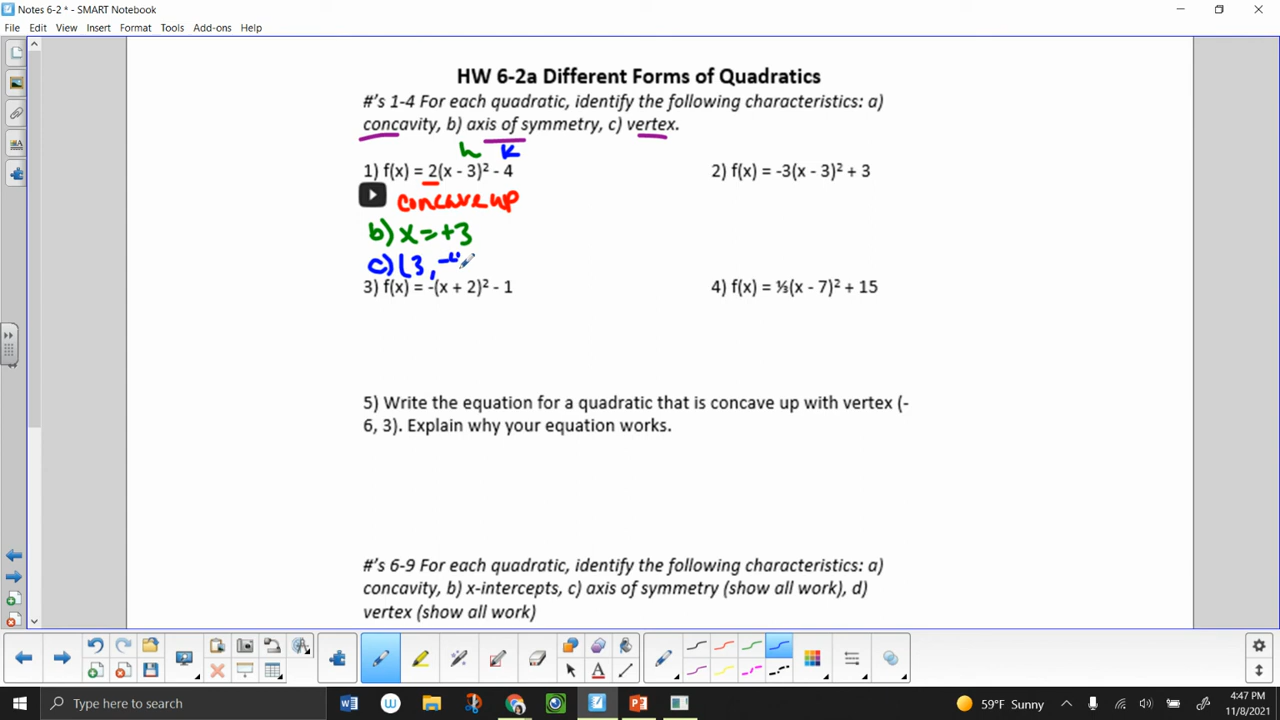 Notes 6-2 * - SMART Notebook
File Edit View Insert Format Tools Add-ons Help
HW 6-2a Different Forms of Quadratics
#'s 1-4 For each quadratic, identify the following characteristics: a)
concavity, b) axis of symmetry, c) vertex.
h k
1) f(x) = 2(x - 3)² - 4
2) f(x) = -3(x - 3)² + 3
concave up
b) x = +3
c) (3, -4
3) f(x) = -(x + 2)² - 1
4) f(x) = ⅓(x - 7)² + 15
5) Write the equation for a quadratic that is concave up with vertex (-
6, 3). Explain why your equation works.
#'s 6-9 For each quadratic, identify the following characteristics: a)
concavity, b) x-intercepts, c) axis of symmetry (show all work), d)
vertex (show all work)
Type here to search
59°F Sunny
4:47 PM
11/8/2021